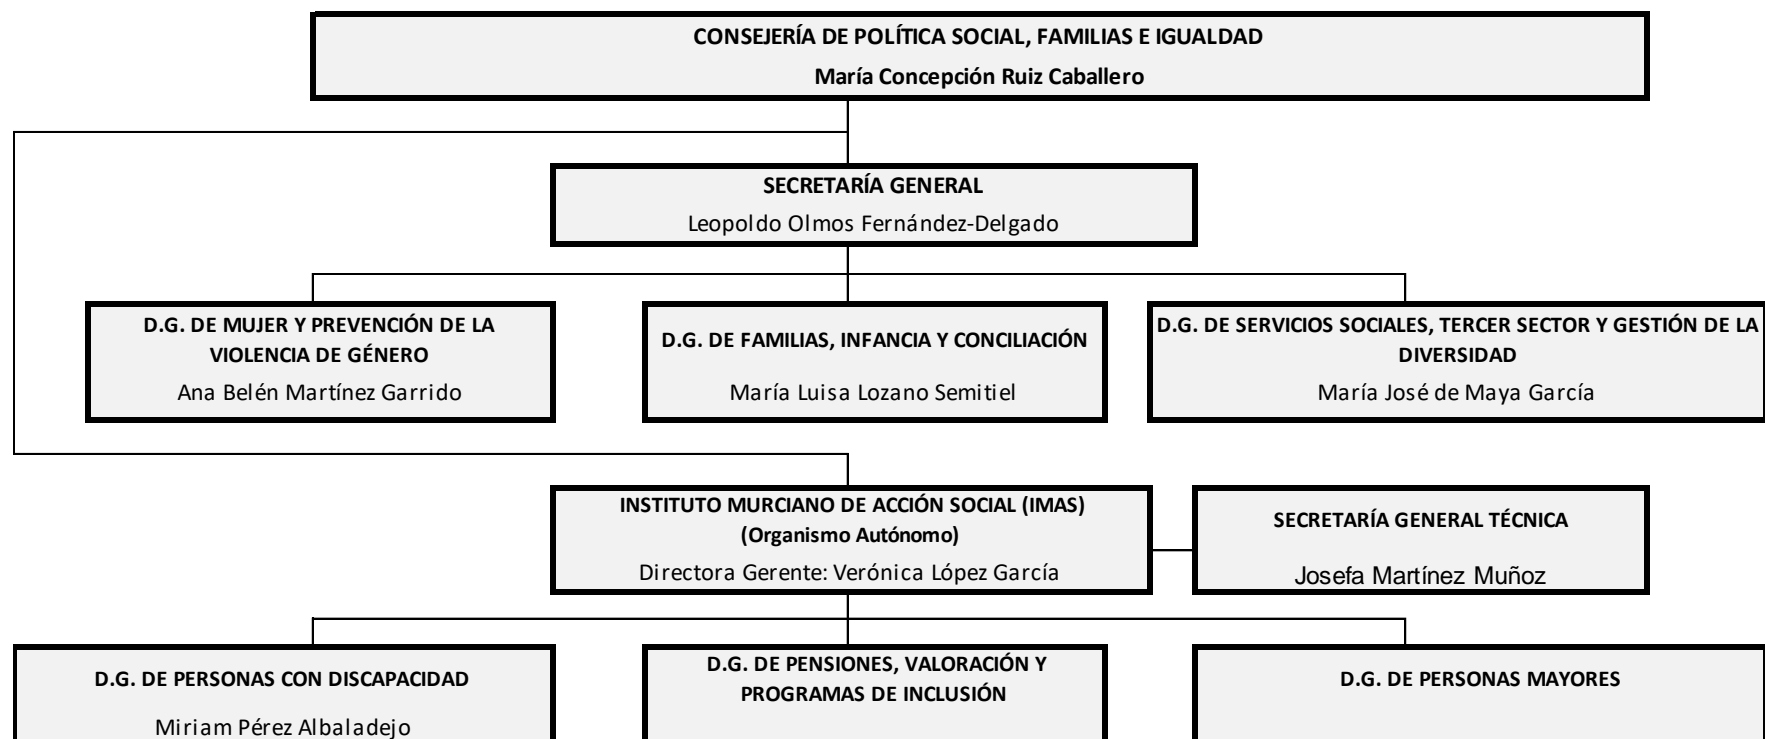 CONSEJERÍA DE POLÍTICA SOCIAL, FAMILIAS E IGUALDAD
María Concepción Ruiz Caballero
SECRETARÍA GENERAL
Leopoldo Olmos Fernández-Delgado
D.G. DE MUJER Y PREVENCIÓN DE LA
VIOLENCIA DE GÉNERO
Ana Belén Martínez Garrido
D.G. DE FAMILIAS, INFANCIA Y CONCILIACIÓN
María Luisa Lozano Semitiel
D.G. DE SERVICIOS SOCIALES, TERCER SECTOR Y GESTIÓN DE LA
DIVERSIDAD
María José de Maya García
INSTITUTO MURCIANO DE ACCIÓN SOCIAL (IMAS)
(Organismo Autónomo)
Directora Gerente: Verónica López García
SECRETARÍA GENERAL TÉCNICA
Josefa Martínez Muñoz
D.G. DE PERSONAS CON DISCAPACIDAD
Miriam Pérez Albaladejo
D.G. DE PENSIONES, VALORACIÓN Y
PROGRAMAS DE INCLUSIÓN
D.G. DE PERSONAS MAYORES